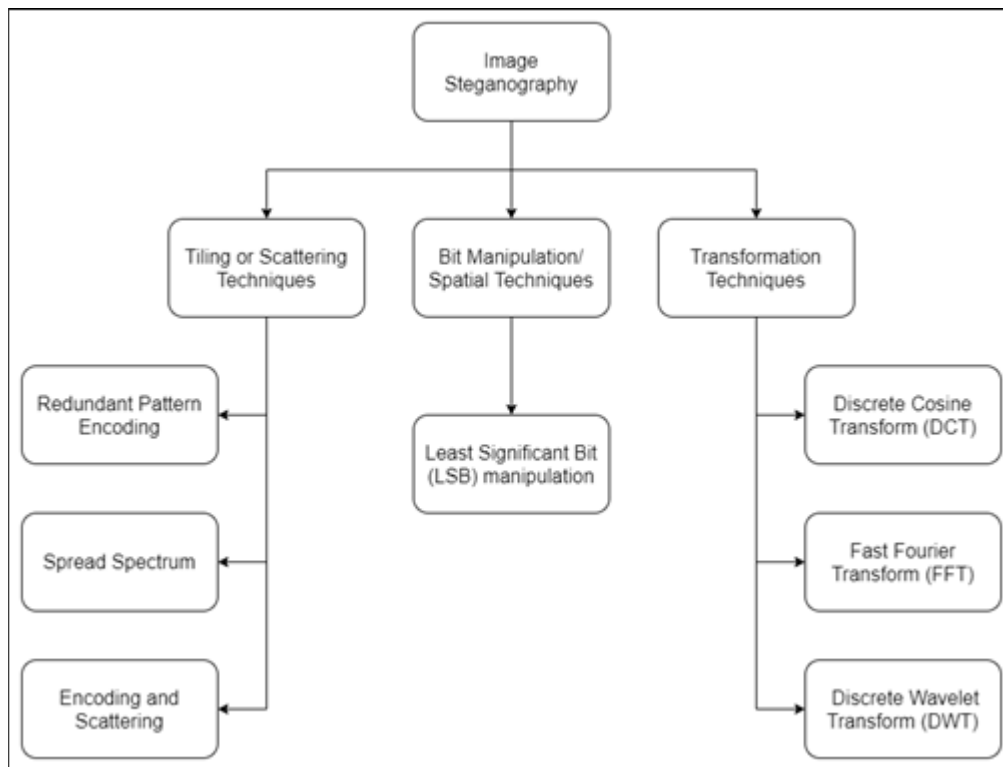 Image
Steganography
Tiling or Scattering
Techniques
Bit Manipulation/
Spatial Techniques
Transformation
Techniques
Redundant Pattern
Encoding
Least Significant Bit
(LSB) manipulation
Discrete Cosine
Transform (DCT)
Spread Spectrum
Fast Fourier
Transform (FFT)
Encoding and
Scattering
Discrete Wavelet
Transform (DWT)